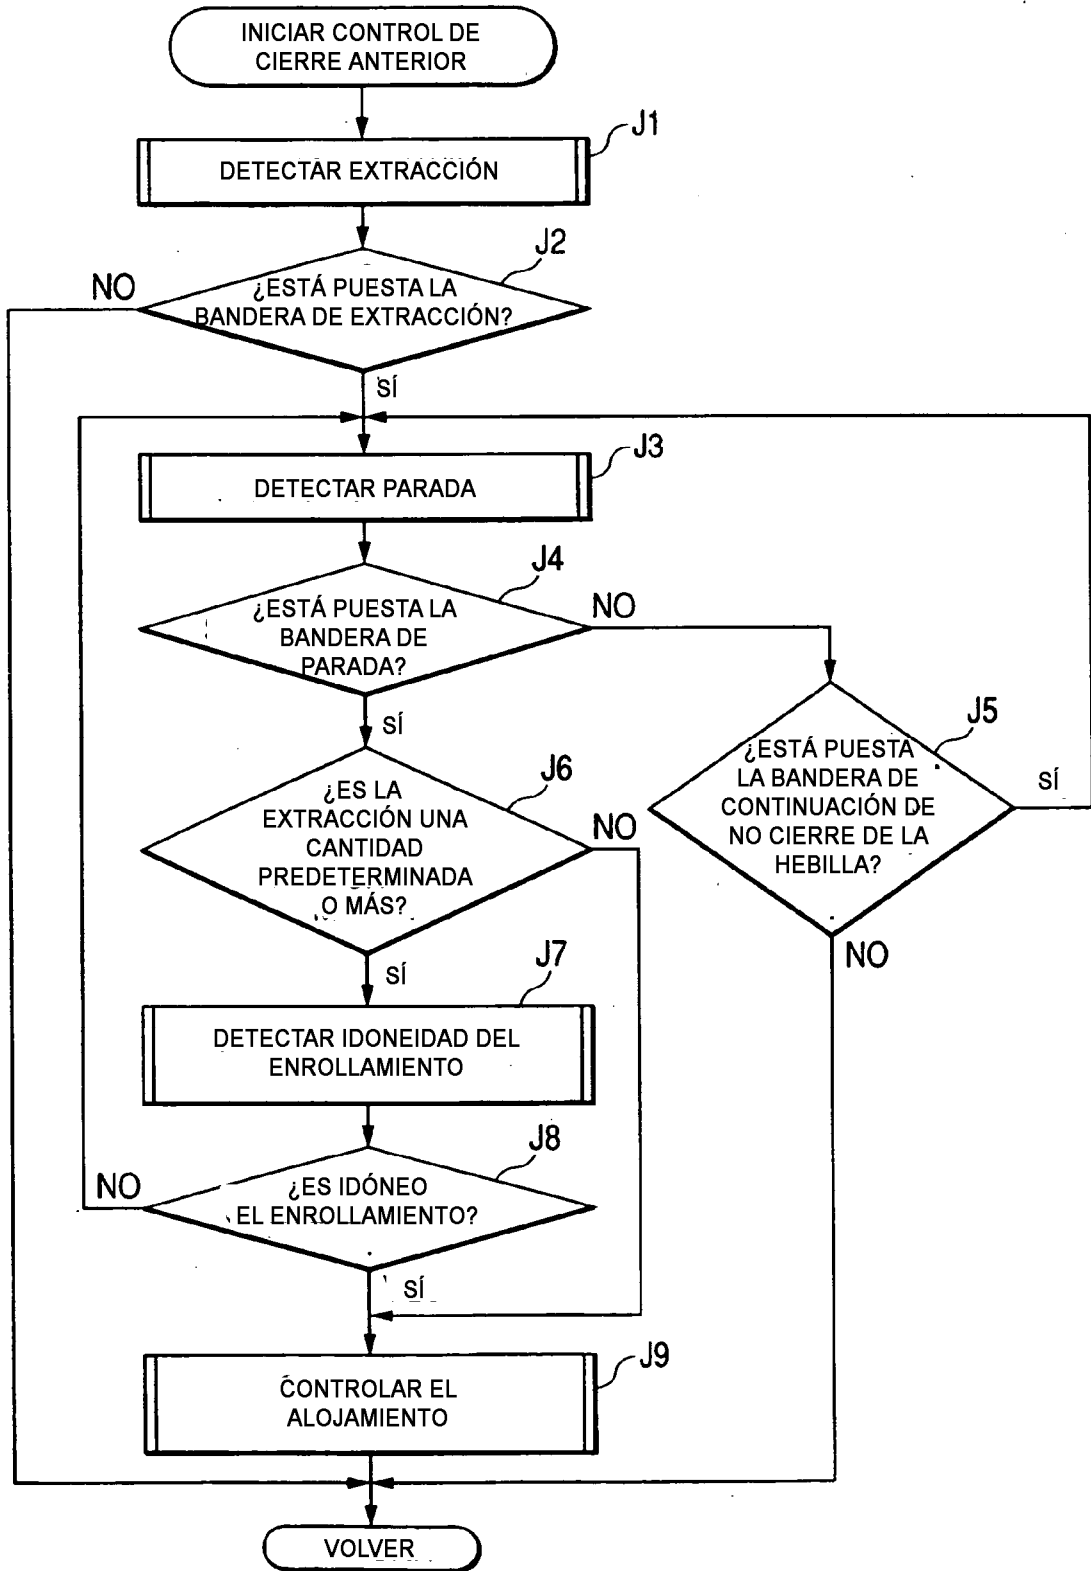 INICIAR CONTROL DE
CIERRE ANTERIOR
J1
DETECTAR EXTRACCIÓN
J2
NO
¿ESTÁ PUESTA LA
BANDERA DE EXTRACCIÓN?
SÍ
J3
DETECTAR PARADA
J4
NO
¿ESTÁ PUESTA LA
BANDERA DE
PARADA?
SÍ
J5
¿ESTÁ PUESTA
LA BANDERA DE
CONTINUACIÓN DE
NO CIERRE DE LA
HEBILLA?
SÍ
NO
J6
¿ES LA
EXTRACCIÓN UNA
CANTIDAD
PREDETERMINADA
O MÁS?
NO
SÍ
J7
DETECTAR IDONEIDAD DEL
ENROLLAMIENTO
J8
NO
¿ES IDÓNEO
EL ENROLLAMIENTO?
SÍ
J9
CONTROLAR EL
ALOJAMIENTO
VOLVER